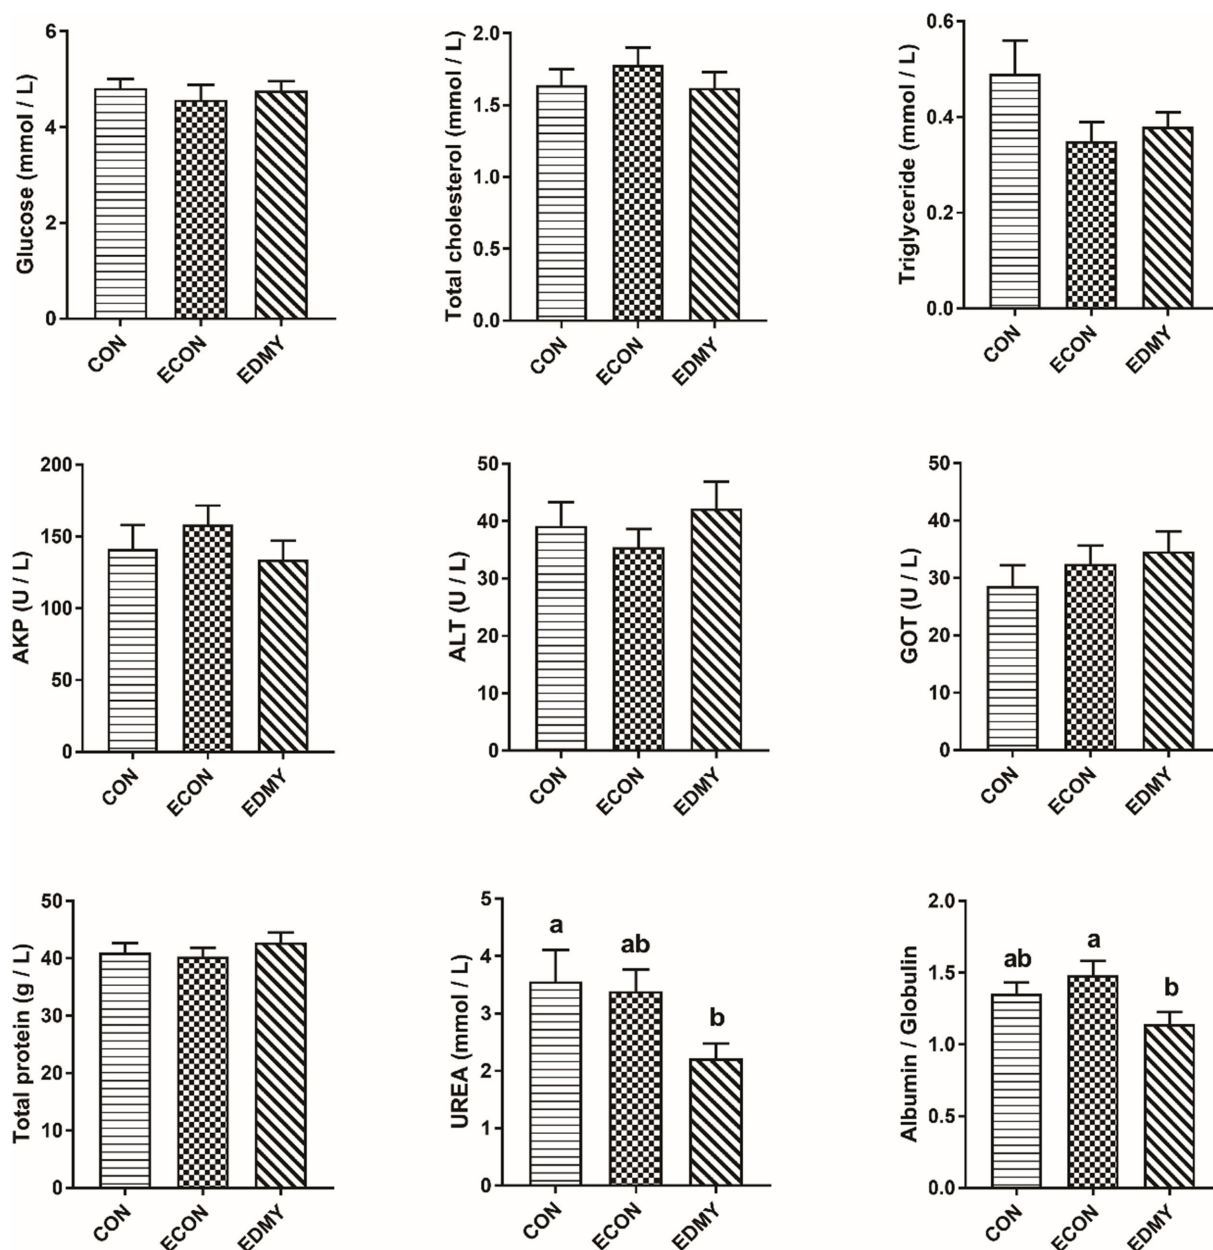 Glucose (mmol / L)
6
4
2
0
CON
ECON
EDMY
Total cholesterol (mmol / L)
2.0
1.5
1.0
0.5
0.0
CON
ECON
EDMY
Triglyceride (mmol / L)
0.6
0.4
0.2
0.0
CON
ECON
EDMY
AKP (U / L)
200
150
100
50
0
CON
ECON
EDMY
ALT (U / L)
50
40
30
20
10
0
CON
ECON
EDMY
GOT (U / L)
50
40
30
20
10
0
CON
ECON
EDMY
Total protein (g / L)
50
40
30
20
10
0
CON
ECON
EDMY
UREA (mmol / L)
5
4
3
2
1
0
a
ab
b
CON
ECON
EDMY
Albumin / Globulin
2.0
1.5
1.0
0.5
0.0
ab
a
b
CON
ECON
EDMY